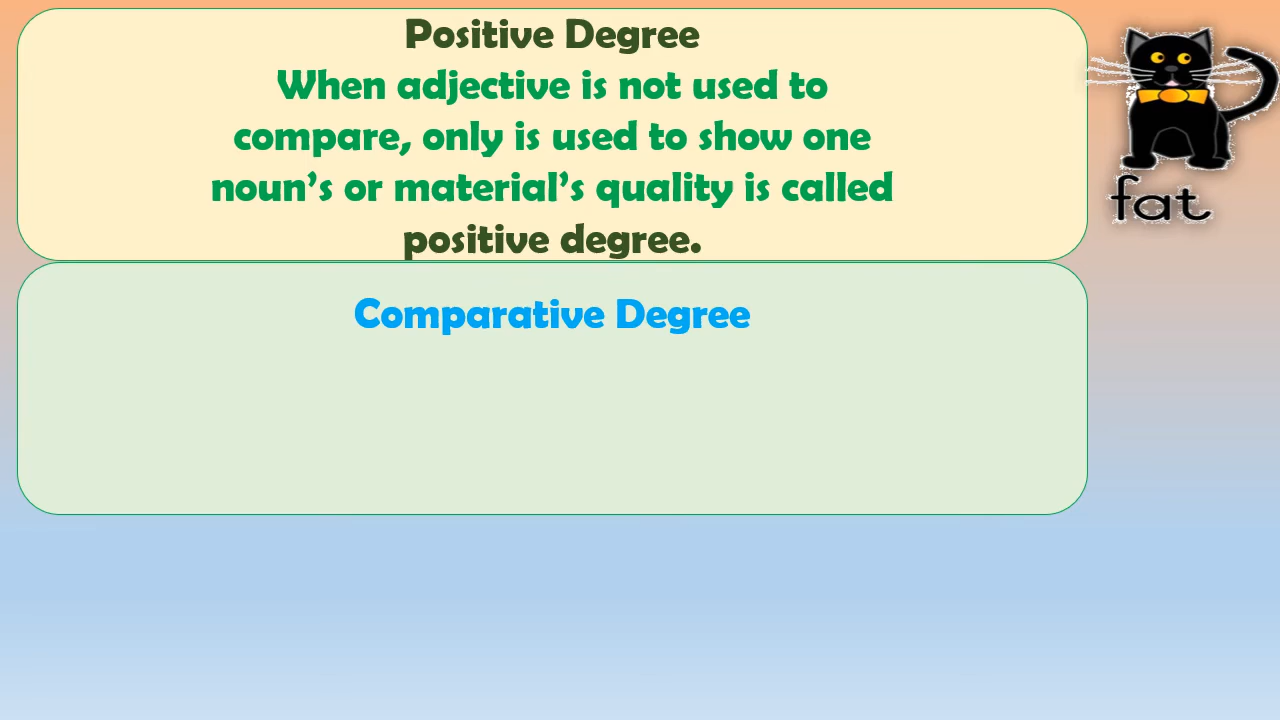 Positive Degree
When adjective is not used to
compare, only is used to show one
noun’s or material’s quality is called
positive degree.
fat
Comparative Degree